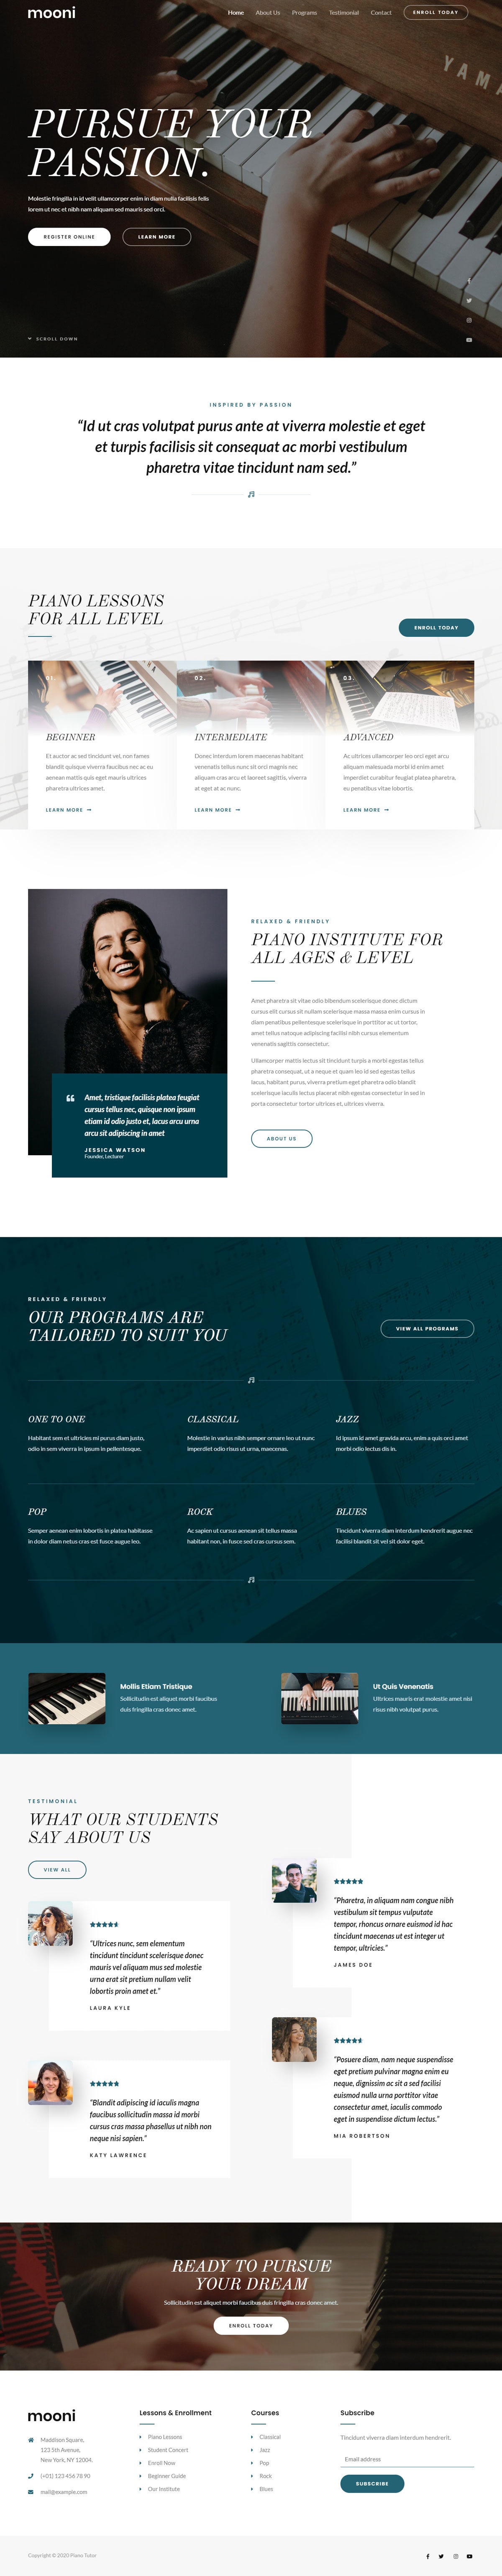 mooni
Home About Us Programs Testimonial Contact ENROLL TODAY
YAMA
PURSUE YOUR
PASSION.
Molestie fringilla in id velit ullamcorper enim in diam nulla facilisis felis
lorem ut nec et nibh nam aliquam sed mauris sed orci.
REGISTER ONLINE LEARN MORE
SCROLL DOWN
INSPIRED BY PASSION
“Id ut cras volutpat purus ante at viverra molestie et eget
et turpis facilisis sit consequat ac morbi vestibulum
pharetra vitae tincidunt nam sed.”
PIANO LESSONS
FOR ALL LEVEL
ENROLL TODAY
01.
BEGINNER
Et auctor ac sed tincidunt vel, non fames
blandit quisque viverra faucibus nec ac eu
aenean mattis quis eget mauris ultrices
pharetra ultrices amet.
LEARN MORE
02.
INTERMEDIATE
Donec interdum lorem maecenas habitant
venenatis tellus nunc sit orci magnis nec
aliquam cras arcu et laoreet sagittis, viverra
at eget at ac nunc.
LEARN MORE
03.
ADVANCED
Ac ultrices ullamcorper leo orci eget arcu
aliquam malesuada morbi id enim amet
imperdiet curabitur feugiat platea pharetra,
eu penatibus vitae lobortis.
LEARN MORE
RELAXED & FRIENDLY
PIANO INSTITUTE FOR
ALL AGES & LEVEL
Amet pharetra sit vitae odio bibendum scelerisque donec dictum
cursus elit cursus sit nullam scelerisque massa massa enim cursus in
diam penatibus pellentesque scelerisque in porttitor ac ut tortor,
amet tellus natoque adipiscing facilisi nibh cursus elementum
venenatis sagittis consectetur.
Ullamcorper mattis lectus sit tincidunt turpis a morbi egestas tellus
pharetra consequat, ut a neque et quam leo id sed egestas tellus
lacus, habitant purus, viverra pretium eget pharetra odio blandit
scelerisque iaculis lectus placerat nibh egestas consectetur in sed in
porta consectetur tortor ultrices et, ultrices viverra.
ABOUT US
Amet, tristique facilisis platea feugiat
cursus tellus nec, quisque non ipsum
etiam id odio justo et, lacus arcu urna
arcu sit adipiscing in amet
JESSICA WATSON
Founder, Lecturer
RELAXED & FRIENDLY
OUR PROGRAMS ARE
TAILORED TO SUIT YOU
VIEW ALL PROGRAMS
ONE TO ONE
Habitant sem et ultricies mi purus diam justo,
odio in sem viverra in ipsum in pellentesque.
CLASSICAL
Molestie in varius nibh semper ornare leo ut nunc
imperdiet odio risus ut urna, maecenas.
JAZZ
Id ipsum id amet gravida arcu, enim a quis orci amet
morbi odio lectus dis in.
POP
Semper aenean enim lobortis in platea habitasse
in dolor diam netus cras est fusce augue leo.
ROCK
Ac sapien ut cursus aenean sit tellus massa
habitant non, in fusce sed cras cursus sem.
BLUES
Tincidunt viverra diam interdum hendrerit augue nec
facilisi blandit sit vel sit dolor eget.
Mollis Etiam Tristique
Sollicitudin est aliquet morbi faucibus
duis fringilla cras donec amet.
Ut Quis Venenatis
Ultrices mauris erat molestie amet nisl
risus nibh volutpat purus.
TESTIMONIAL
WHAT OUR STUDENTS
SAY ABOUT US
VIEW ALL
“Ultrices nunc, sem elementum
tincidunt tincidunt scelerisque donec
mauris vel aliquam mus sed molestie
urna erat sit pretium nullam velit
lobortis proin amet et.”
LAURA KYLE
“Blandit adipiscing id iaculis magna
faucibus sollicitudin massa id morbi
cursus cras massa phasellus ut nibh non
neque nisi sapien.”
KATY LAWRENCE
“Pharetra, in aliquam nam congue nibh
vestibulum sit tempus vulputate
tempor, rhoncus ornare euismod id hac
tincidunt maecenas ut est integer ut
tempor, ultricies.”
JAMES DOE
“Posuere diam, nam neque suspendisse
eget pretium pulvinar magna enim eu
neque, dignissim ac sit a sed facilisi
euismod nulla urna porttitor vitae
consectetur amet, iaculis commodo
eget in suspendisse dictum lectus.”
MIA ROBERTSON
READY TO PURSUE
YOUR DREAM
Sollicitudin est aliquet morbi faucibus duis fringilla cras donec amet.
ENROLL TODAY
mooni
Maddison Square,
123 5th Avenue,
New York, NY 12004.
(+01) 123 456 78 90
mail@example.com
Lessons & Enrollment
Piano Lessons
Student Concert
Enroll Now
Beginner Guide
Our Institute
Courses
Classical
Jazz
Pop
Rock
Blues
Subscribe
Tincidunt viverra diam interdum hendrerit.
Email address
SUBSCRIBE
Copyright © 2020 Piano Tutor